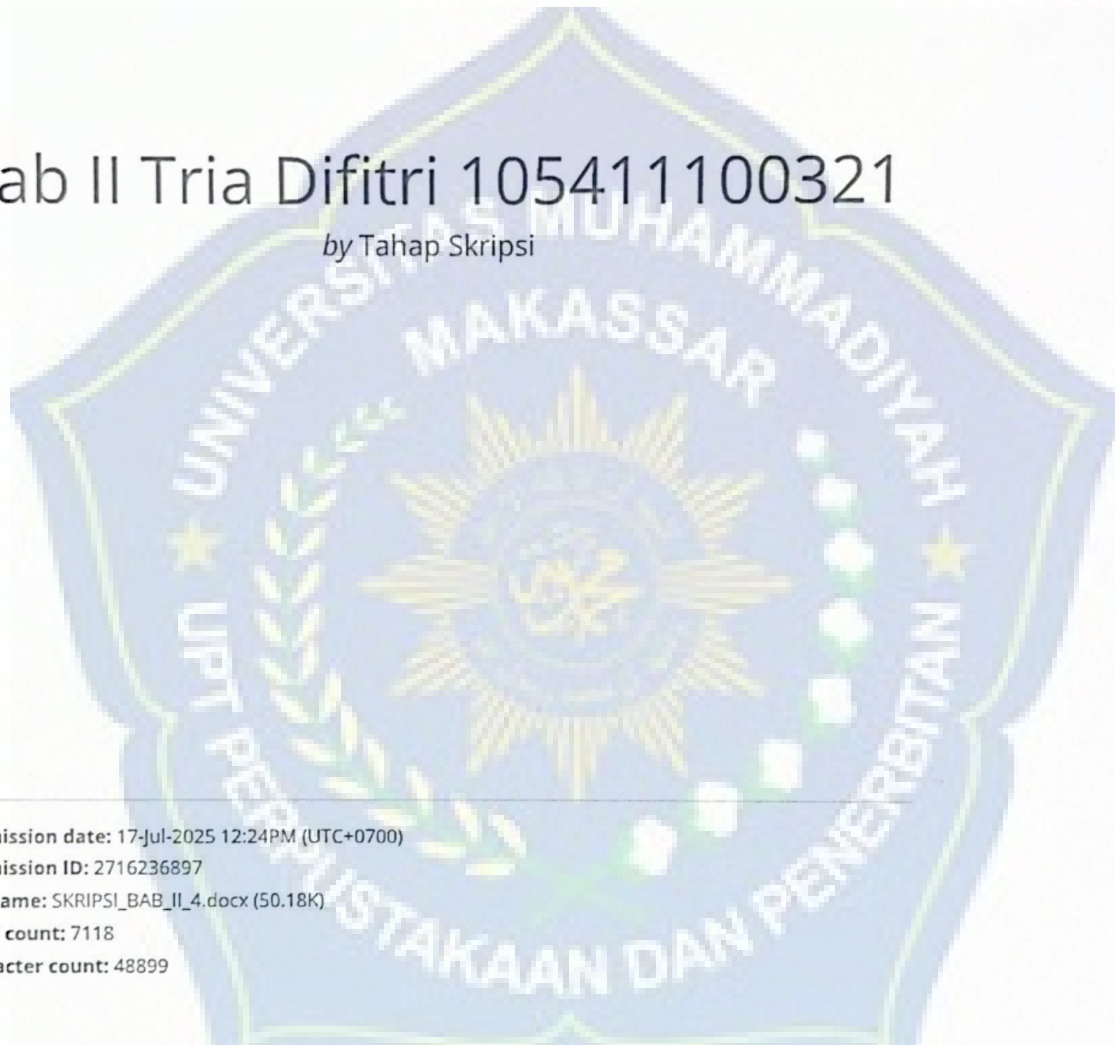 ab II Tria Difitri 105411100321
by Tahap Skripsi
UNIVERSITAS MUHAMMADIYAH
MAKASSAR
UPT PERPUSTAKAAN DAN PENERBITAN
ission date: 17-Jul-2025 12:24PM (UTC+0700)
ission ID: 2716236897
ame: SKRIPSI_BAB_II_4.docx (50.18K)
count: 7118
acter count: 48899